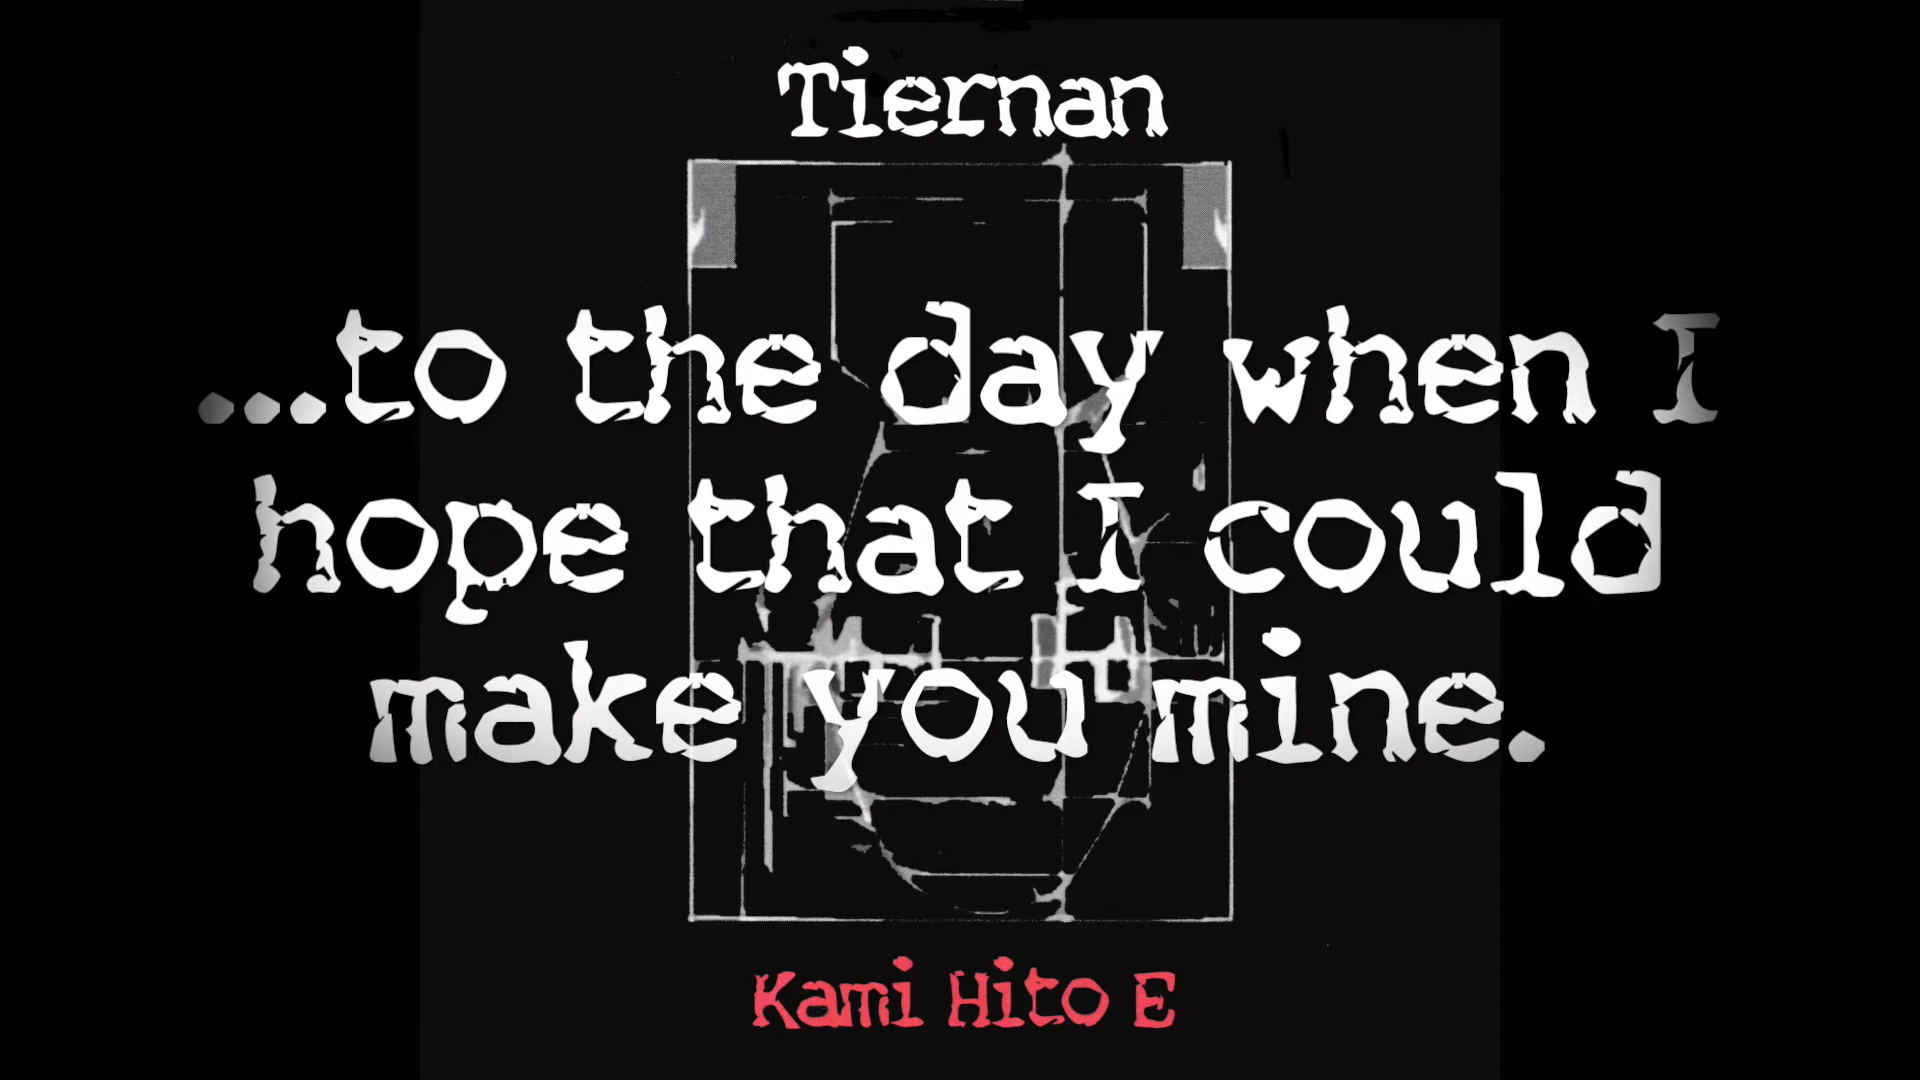 Tiernan
...to the day when I
hope that I could
make you mine.
Kami Hito E